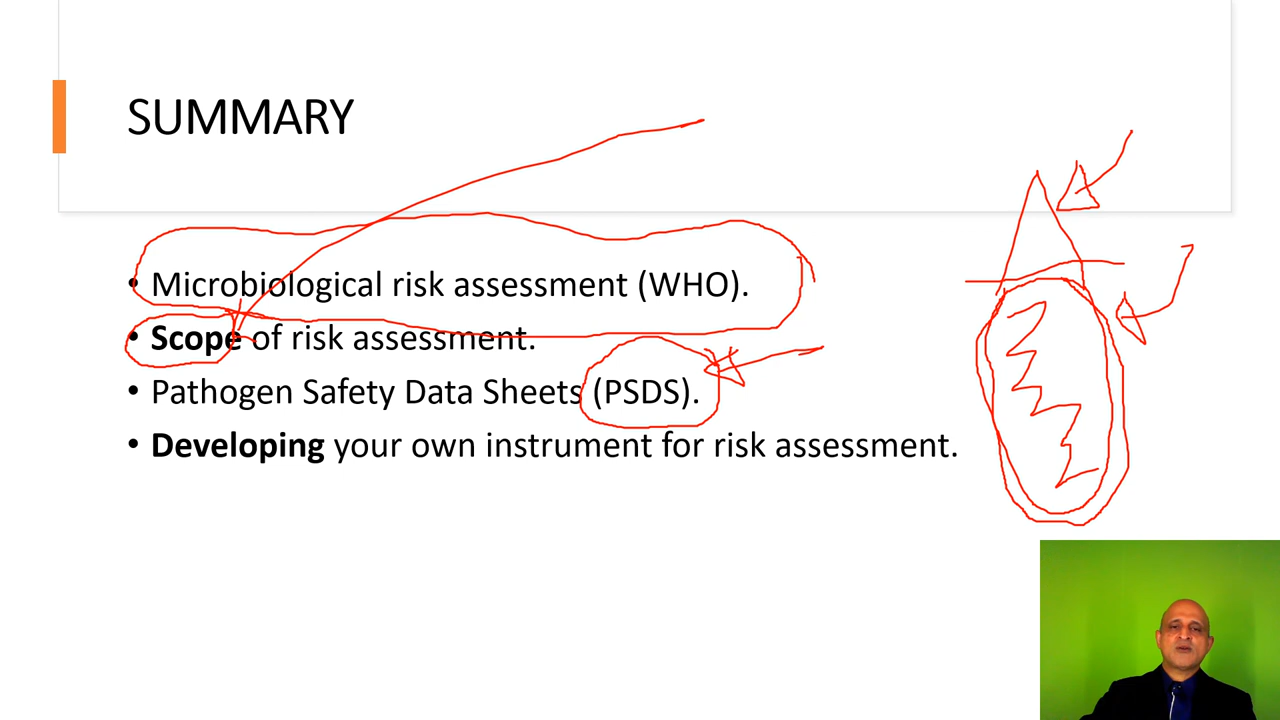 SUMMARY
• Microbiological risk assessment (WHO).
• Scope of risk assessment.
• Pathogen Safety Data Sheets (PSDS).
• Developing your own instrument for risk assessment.